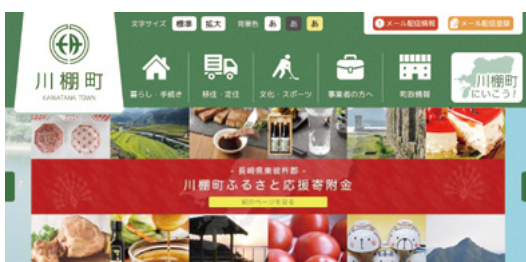 文字サイズ 標準 拡大 背景色 あ あ あ
メール配信情報 メール配信登録
川棚町
KAWATANA TOWN
暮らし・手続き 移住・定住 文化・スポーツ 事業者の方へ 町政情報
川棚町
にいこう!
- 長崎県東彼杵郡 -
川棚町ふるさと応援寄附金
紹介ページを見る